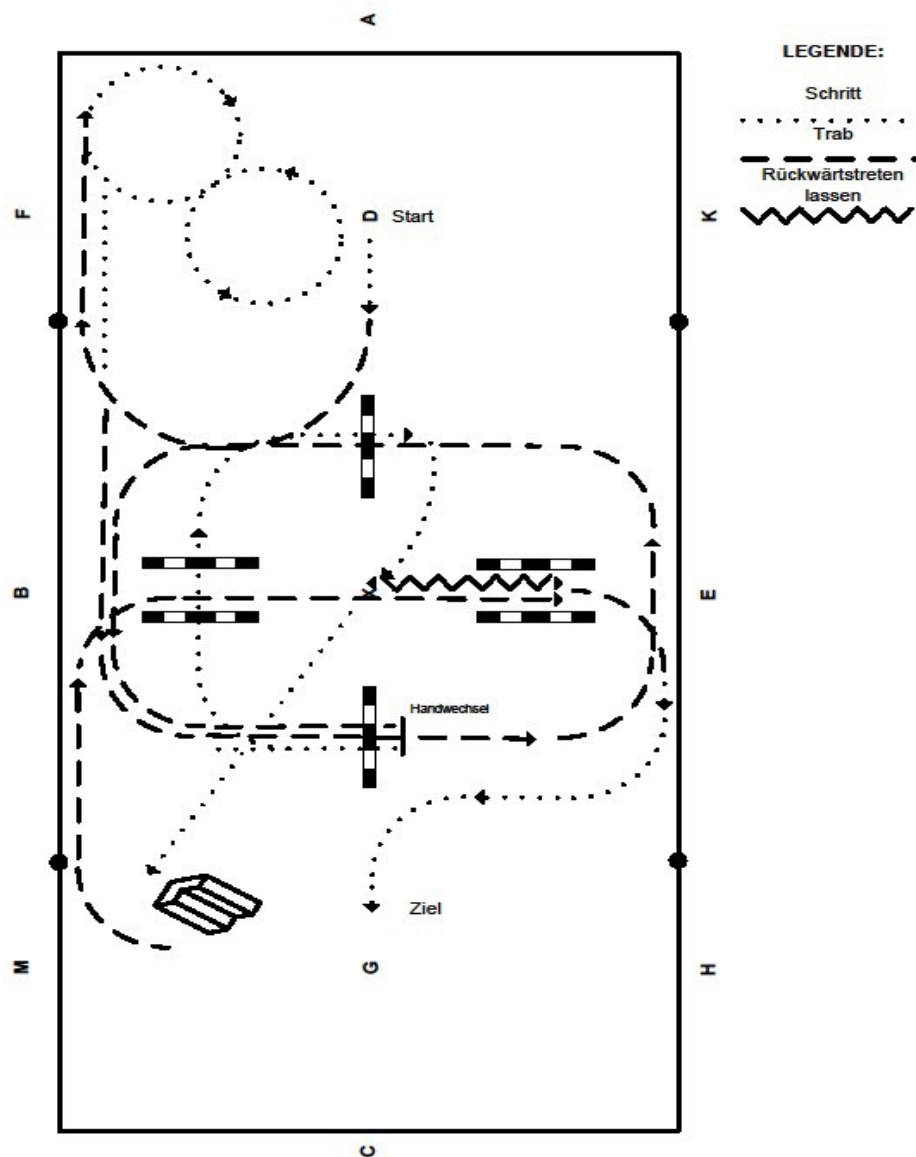 A
LEGENDE:
Schritt
Trab
Rückwärtstreten
lassen
F
D Start
K
B
X
E
Handwechsel
Ziel
M
G
H
C